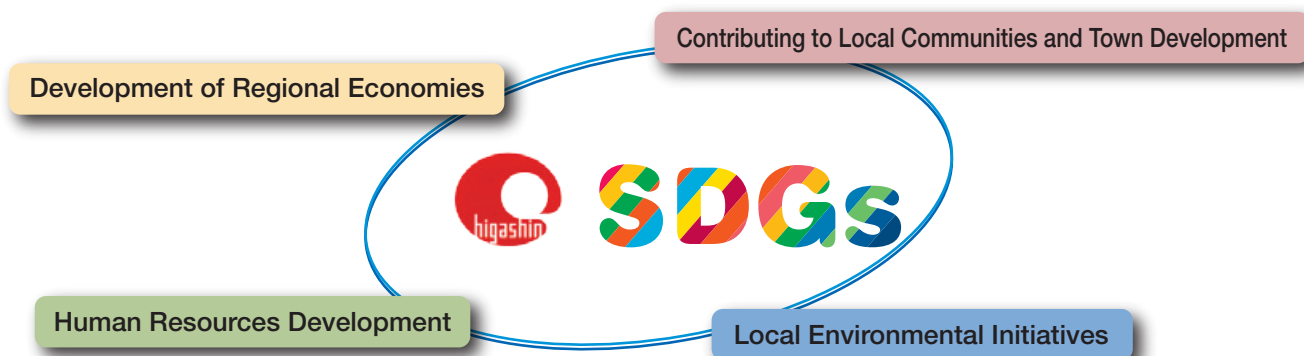 Contributing to Local Communities and Town Development
Development of Regional Economies
higashin SDGs
Human Resources Development
Local Environmental Initiatives